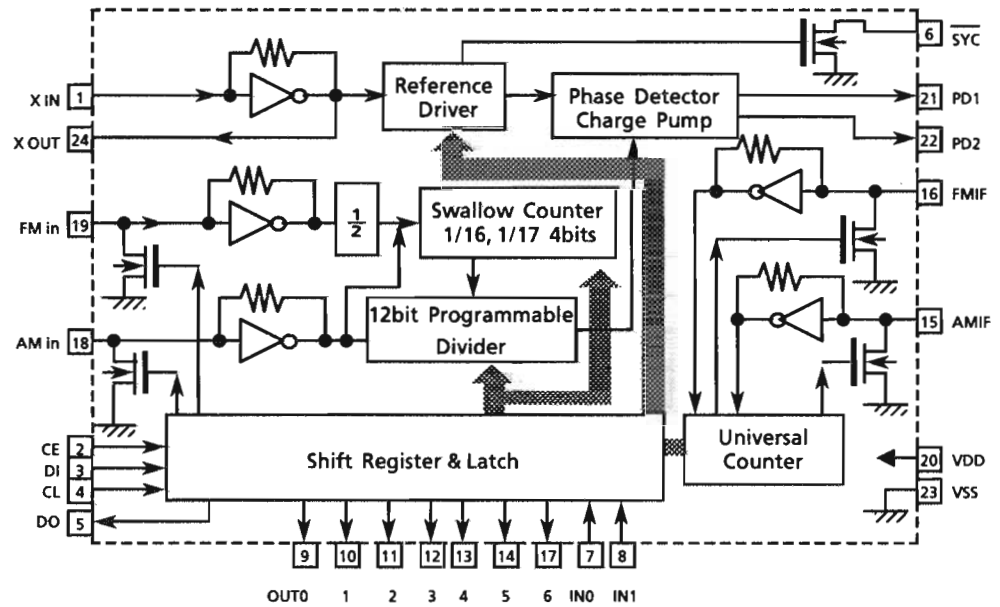 6
SYC
X IN 1
Reference
Driver
Phase Detector
Charge Pump
21 PD1
X OUT 24
22 PD2
FM in 19
1
2
Swallow Counter
1/16, 1/17 4bits
16 FMIF
AM in 18
12bit Programmable
Divider
15 AMIF
CE 2
DI 3
CL 4
DO 5
Shift Register & Latch
Universal
Counter
20 VDD
23 VSS
9 10 11 12 13 14 17 7 8
OUT0 1 2 3 4 5 6 IN0 IN1